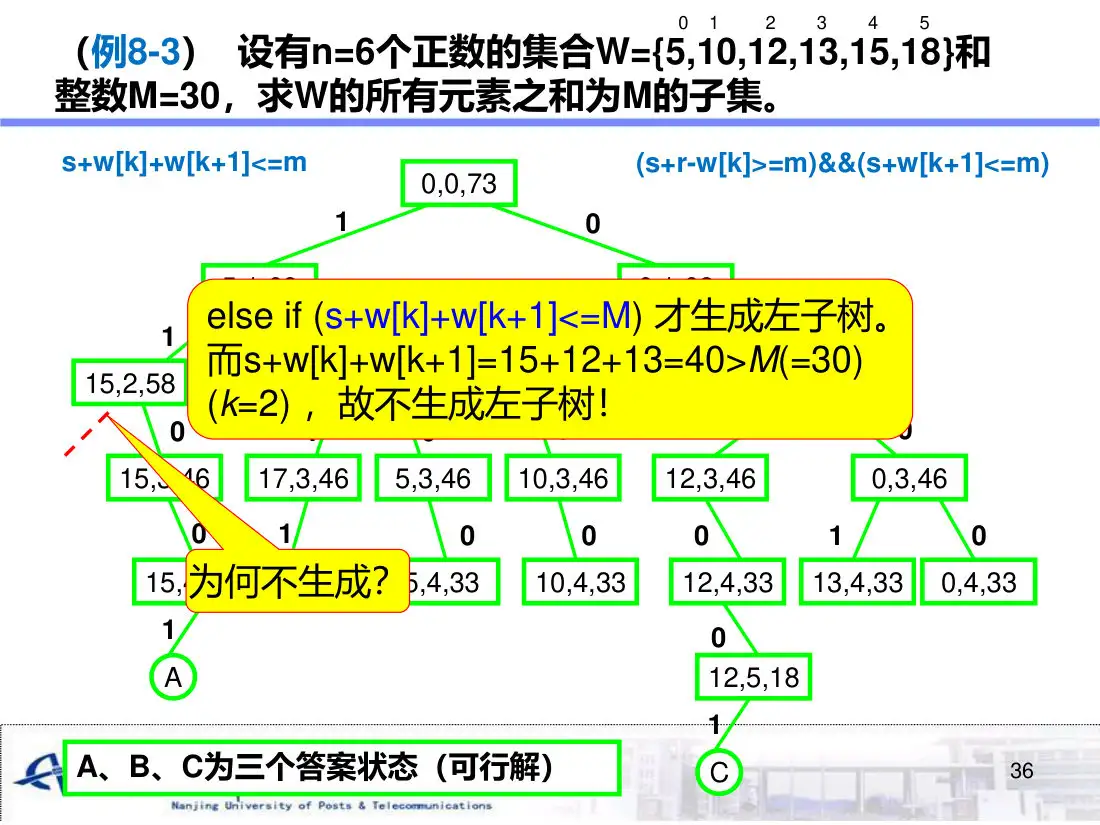 0 1 2 3 4 5
（例8-3） 设有n=6个正数的集合W={5,10,12,13,15,18}和
整数M=30，求W的所有元素之和为M的子集。
s+w[k]+w[k+1]<=m
(s+r-w[k]>=m)&&(s+w[k+1]<=m)
0,0,73
1 0
else if (s+w[k]+w[k+1]<=M) 才生成左子树。
而s+w[k]+w[k+1]=15+12+13=40>M(=30)
(k=2) ，故不生成左子树！
1
15,2,58
0
17,3,46 5,3,46 10,3,46 12,3,46 0,3,46
0 1 0 0 0 1 0
为何不生成？
10,4,33 12,4,33 13,4,33 0,4,33
1 0
A
12,5,18
1
C
A、B、C为三个答案状态（可行解）
36
Nanjing University of Posts & Telecommunications